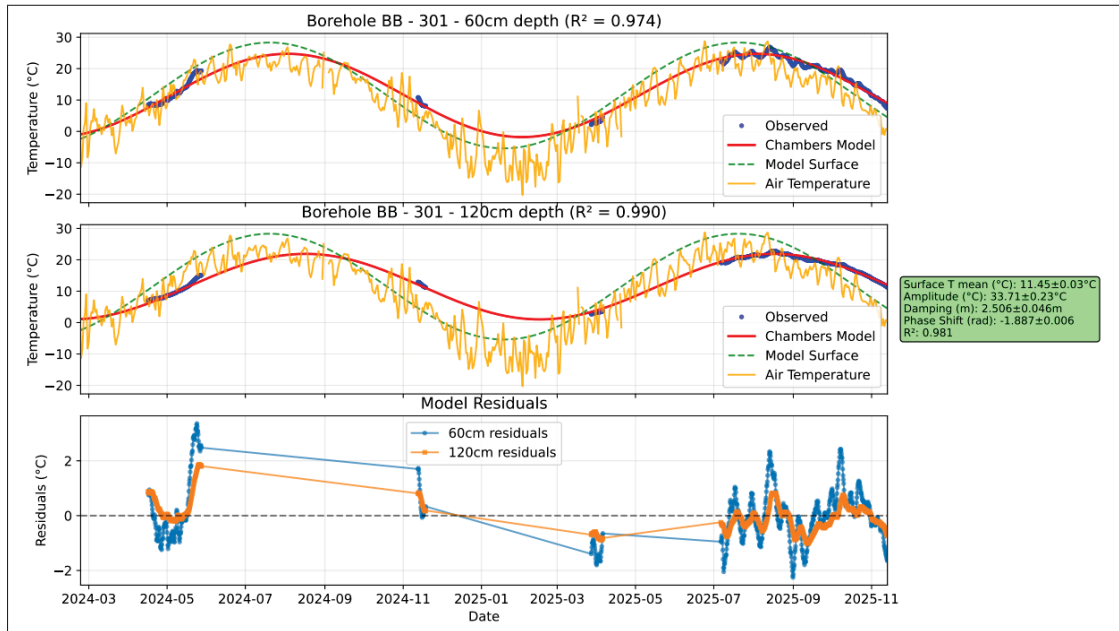 Borehole BB - 301 - 60cm depth (R² = 0.974)
30
20
10
0
−10
−20
Temperature (°C)
Observed
Chambers Model
Model Surface
Air Temperature
Borehole BB - 301 - 120cm depth (R² = 0.990)
30
20
10
0
−10
−20
Temperature (°C)
Observed
Chambers Model
Model Surface
Air Temperature
Surface T mean (°C): 11.45±0.03°C
Amplitude (°C): 33.71±0.23°C
Damping (m): 2.506±0.046m
Phase Shift (rad): -1.887±0.006
R²: 0.981
Model Residuals
2
0
−2
Residuals (°C)
60cm residuals
120cm residuals
2024-03 2024-05 2024-07 2024-09 2024-11 2025-01 2025-03 2025-05 2025-07 2025-09 2025-11
Date